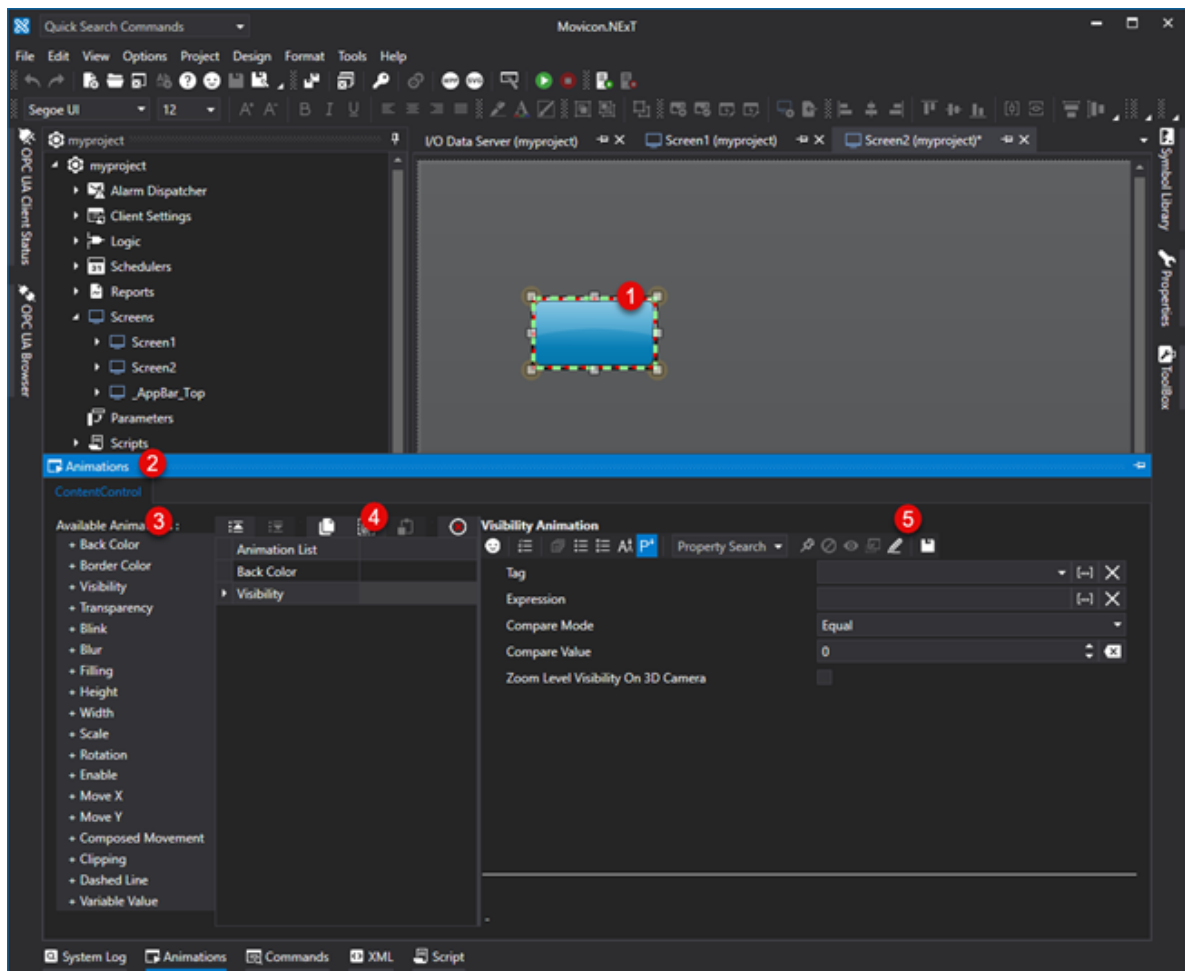 Quick Search Commands
Movicon.NExT
File Edit View Options Project Design Format Tools Help
Segoe UI 12
myproject
I/O Data Server (myproject)
Screen1 (myproject)
Screen2 (myproject)*
OPC UA Client Status
OPC UA Browser
myproject
Alarm Dispatcher
Client Settings
Logic
Schedulers
Reports
Screens
Screen1
Screen2
_AppBar_Top
Parameters
Scripts
1
Symbol Library
Properties
ToolBox
Animations 2
ContentControl
Available Anima 3 :
+ Back Color
+ Border Color
+ Visibility
+ Transparency
+ Blink
+ Blur
+ Filling
+ Height
+ Width
+ Scale
+ Rotation
+ Enable
+ Move X
+ Move Y
+ Composed Movement
+ Clipping
+ Dashed Line
+ Variable Value
4
Animation List
Back Color
Visibility
Visibility Animation
5
Property Search
Tag
Expression
Compare Mode Equal
Compare Value 0
Zoom Level Visibility On 3D Camera
-
System Log Animations Commands XML Script